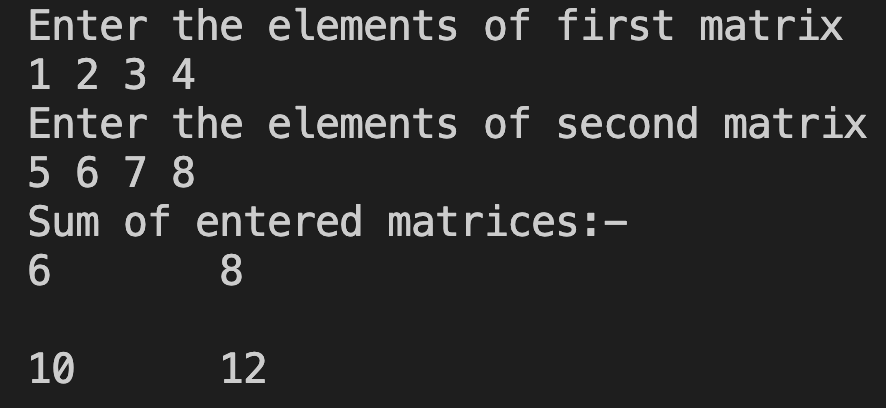 Enter the elements of first matrix
1 2 3 4
Enter the elements of second matrix
5 6 7 8
Sum of entered matrices:-
6       8
10      12